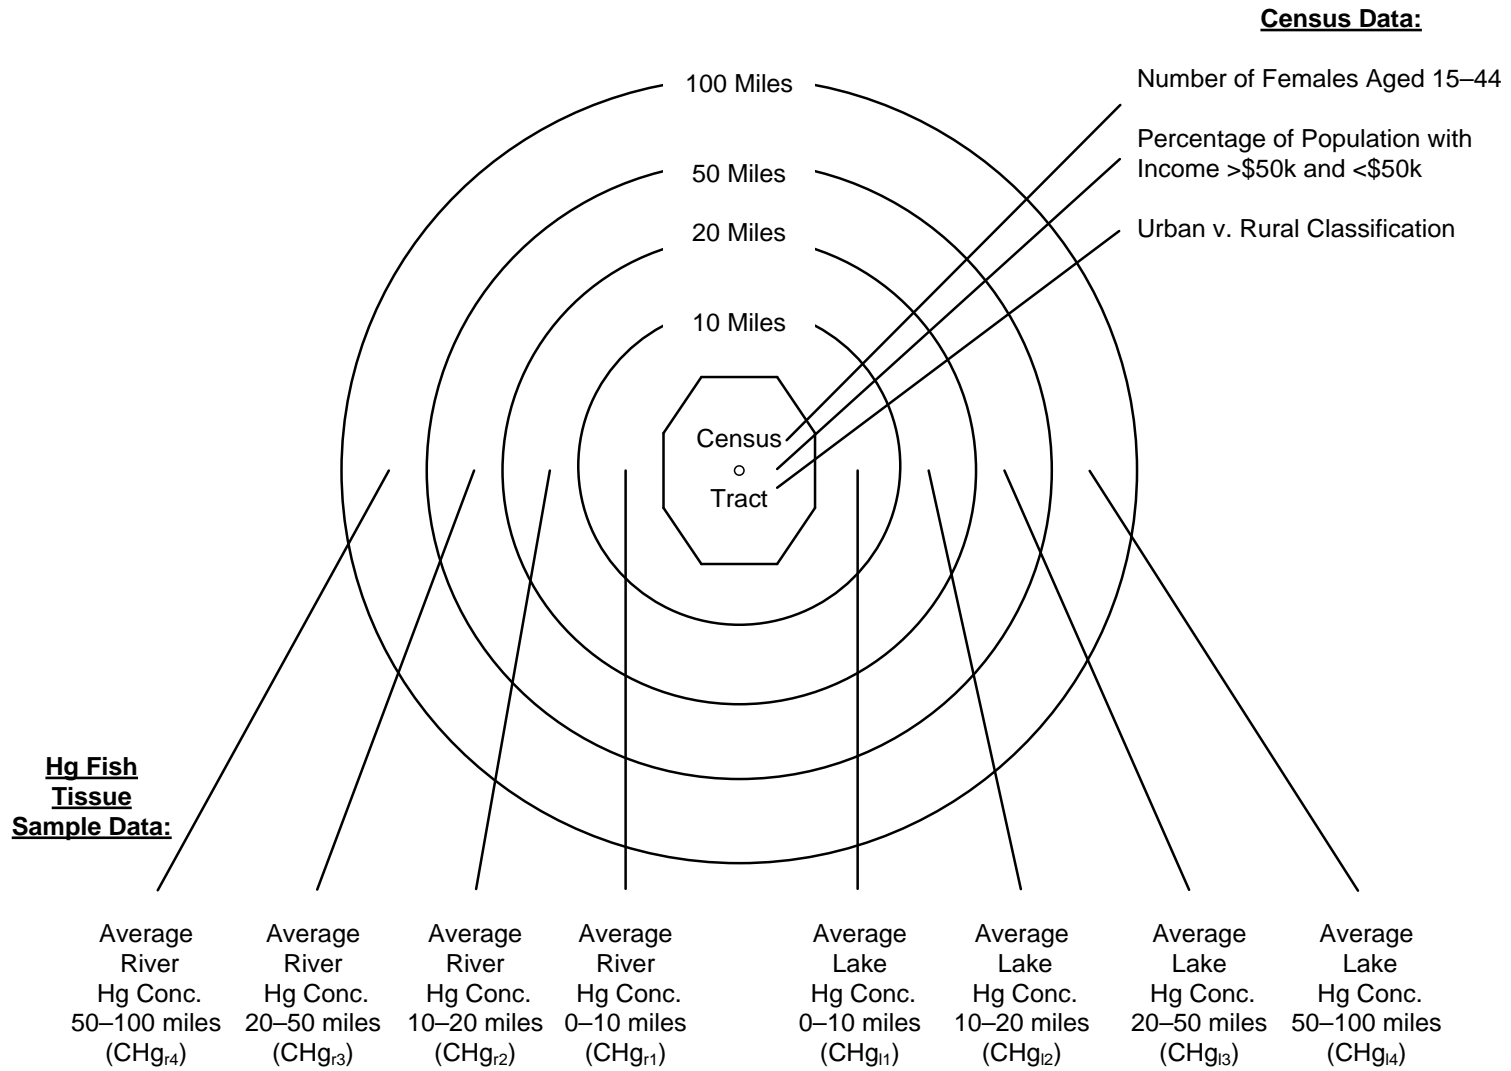 Census Data:
Number of Females Aged 15–44
Percentage of Population with
Income >$50k and <$50k
Urban v. Rural Classification
100 Miles
50 Miles
20 Miles
10 Miles
Census
Tract
Hg Fish
Tissue
Sample Data:
Average
River
Hg Conc.
50–100 miles
(CHgr4)
Average
River
Hg Conc.
20–50 miles
(CHgr3)
Average
River
Hg Conc.
10–20 miles
(CHgr2)
Average
River
Hg Conc.
0–10 miles
(CHgr1)
Average
Lake
Hg Conc.
0–10 miles
(CHgl1)
Average
Lake
Hg Conc.
10–20 miles
(CHgl2)
Average
Lake
Hg Conc.
20–50 miles
(CHgl3)
Average
Lake
Hg Conc.
50–100 miles
(CHgl4)